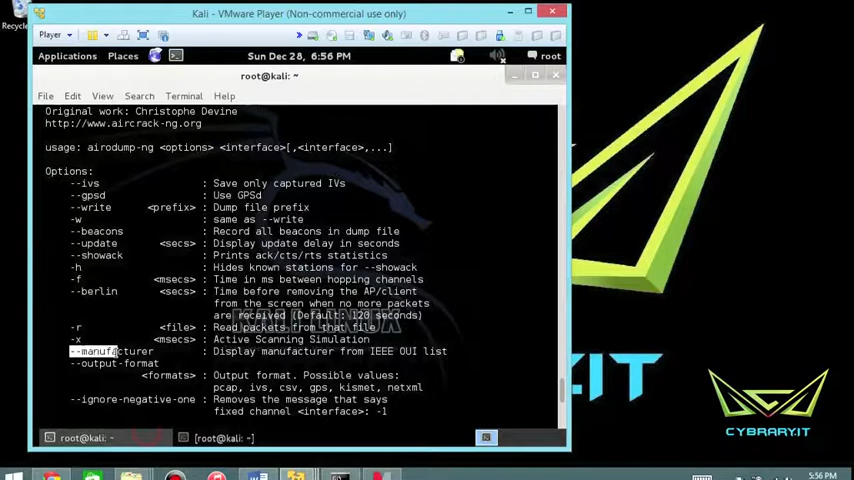 Recycle
Kali - VMware Player (Non-commercial use only)
Player
Applications Places Sun Dec 28, 6:56 PM root
root@kali: ~
File Edit View Search Terminal Help
Original work: Christophe Devine
http://www.aircrack-ng.org
usage: airodump-ng <options> <interface>[,<interface>,...]
Options:
--ivs : Save only captured IVs
--gpsd : Use GPSd
--write <prefix> : Dump file prefix
-w : same as --write
--beacons : Record all beacons in dump file
--update <secs> : Display update delay in seconds
--showack : Prints ack/cts/rts statistics
-h : Hides known stations for --showack
-f <msecs> : Time in ms between hopping channels
--berlin <secs> : Time before removing the AP/client
from the screen when no more packets
are received (Default: 120 seconds)
-r <file> : Read packets from that file
-x <msecs> : Active Scanning Simulation
--manufacturer : Display manufacturer from IEEE OUI list
--output-format
<formats> : Output format. Possible values:
pcap, ivs, csv, gps, kismet, netxml
--ignore-negative-one : Removes the message that says
fixed channel <interface>: -1
KALI LINUX
.IT
CYBRARY.IT
root@kali: ~ [root@kali: ~]
5:56 PM